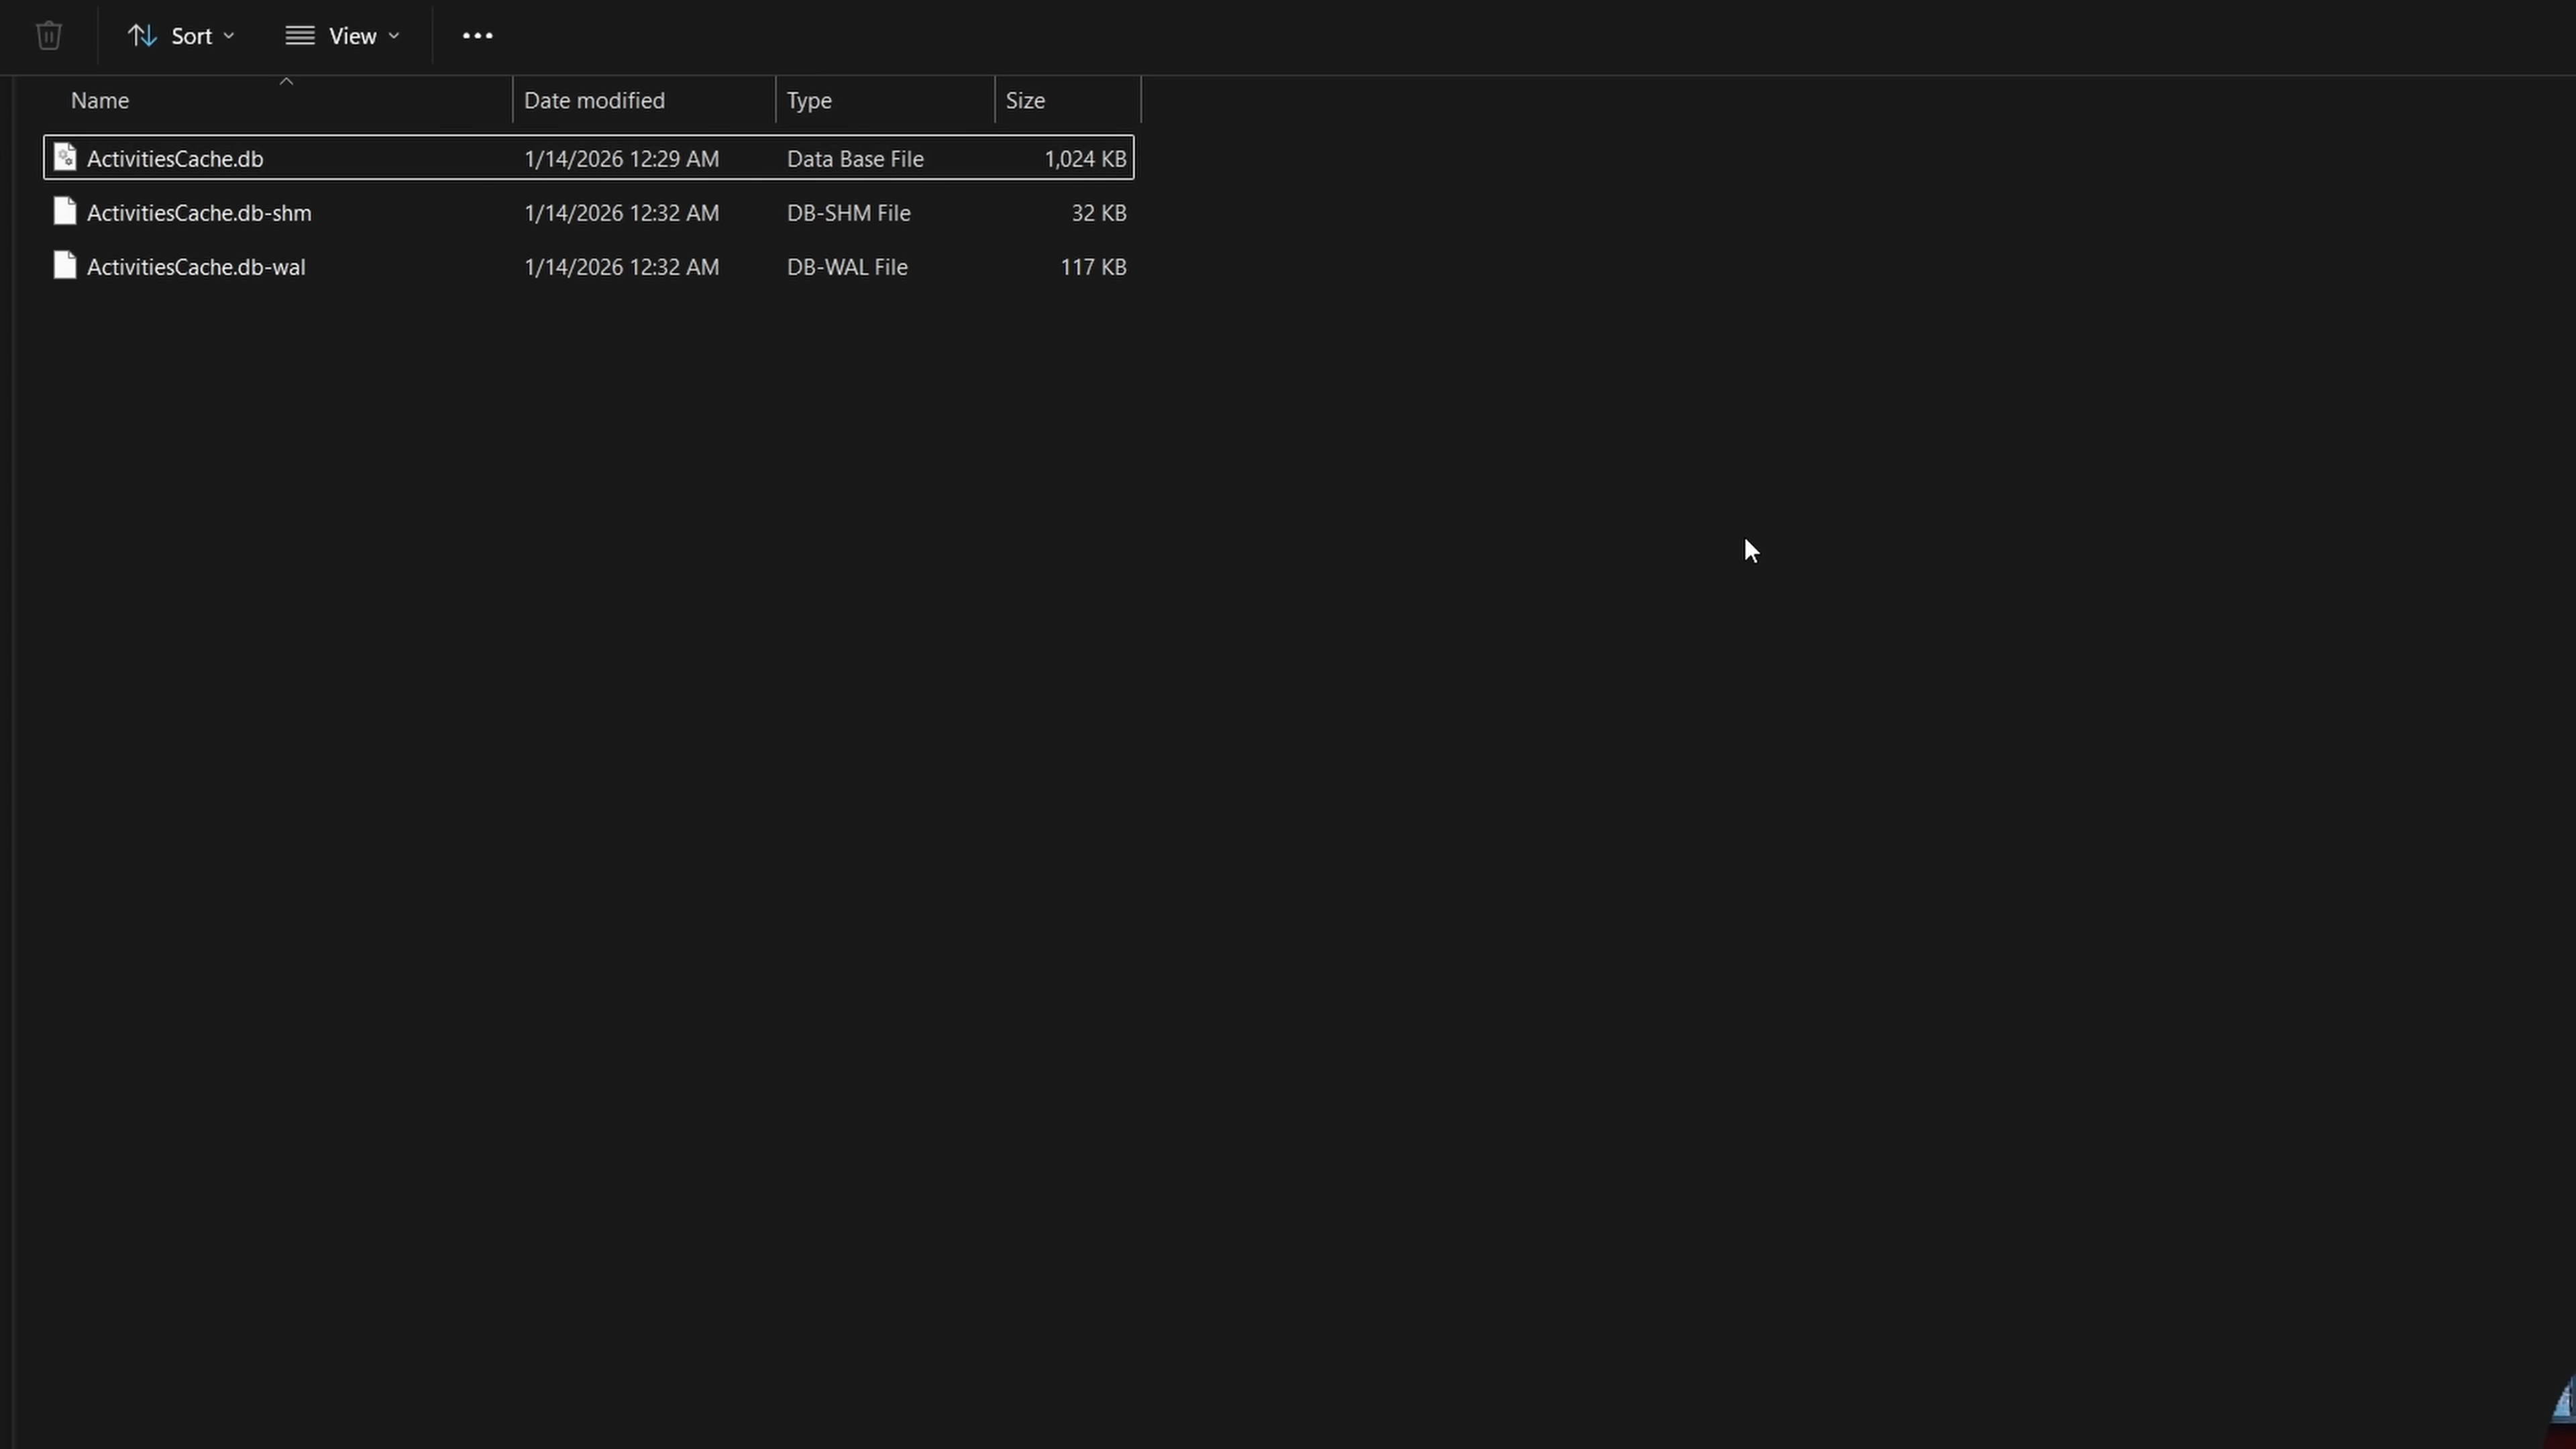 Sort View
Name Date modified Type Size
ActivitiesCache.db 1/14/2026 12:29 AM Data Base File 1,024 KB
ActivitiesCache.db-shm 1/14/2026 12:32 AM DB-SHM File 32 KB
ActivitiesCache.db-wal 1/14/2026 12:32 AM DB-WAL File 117 KB